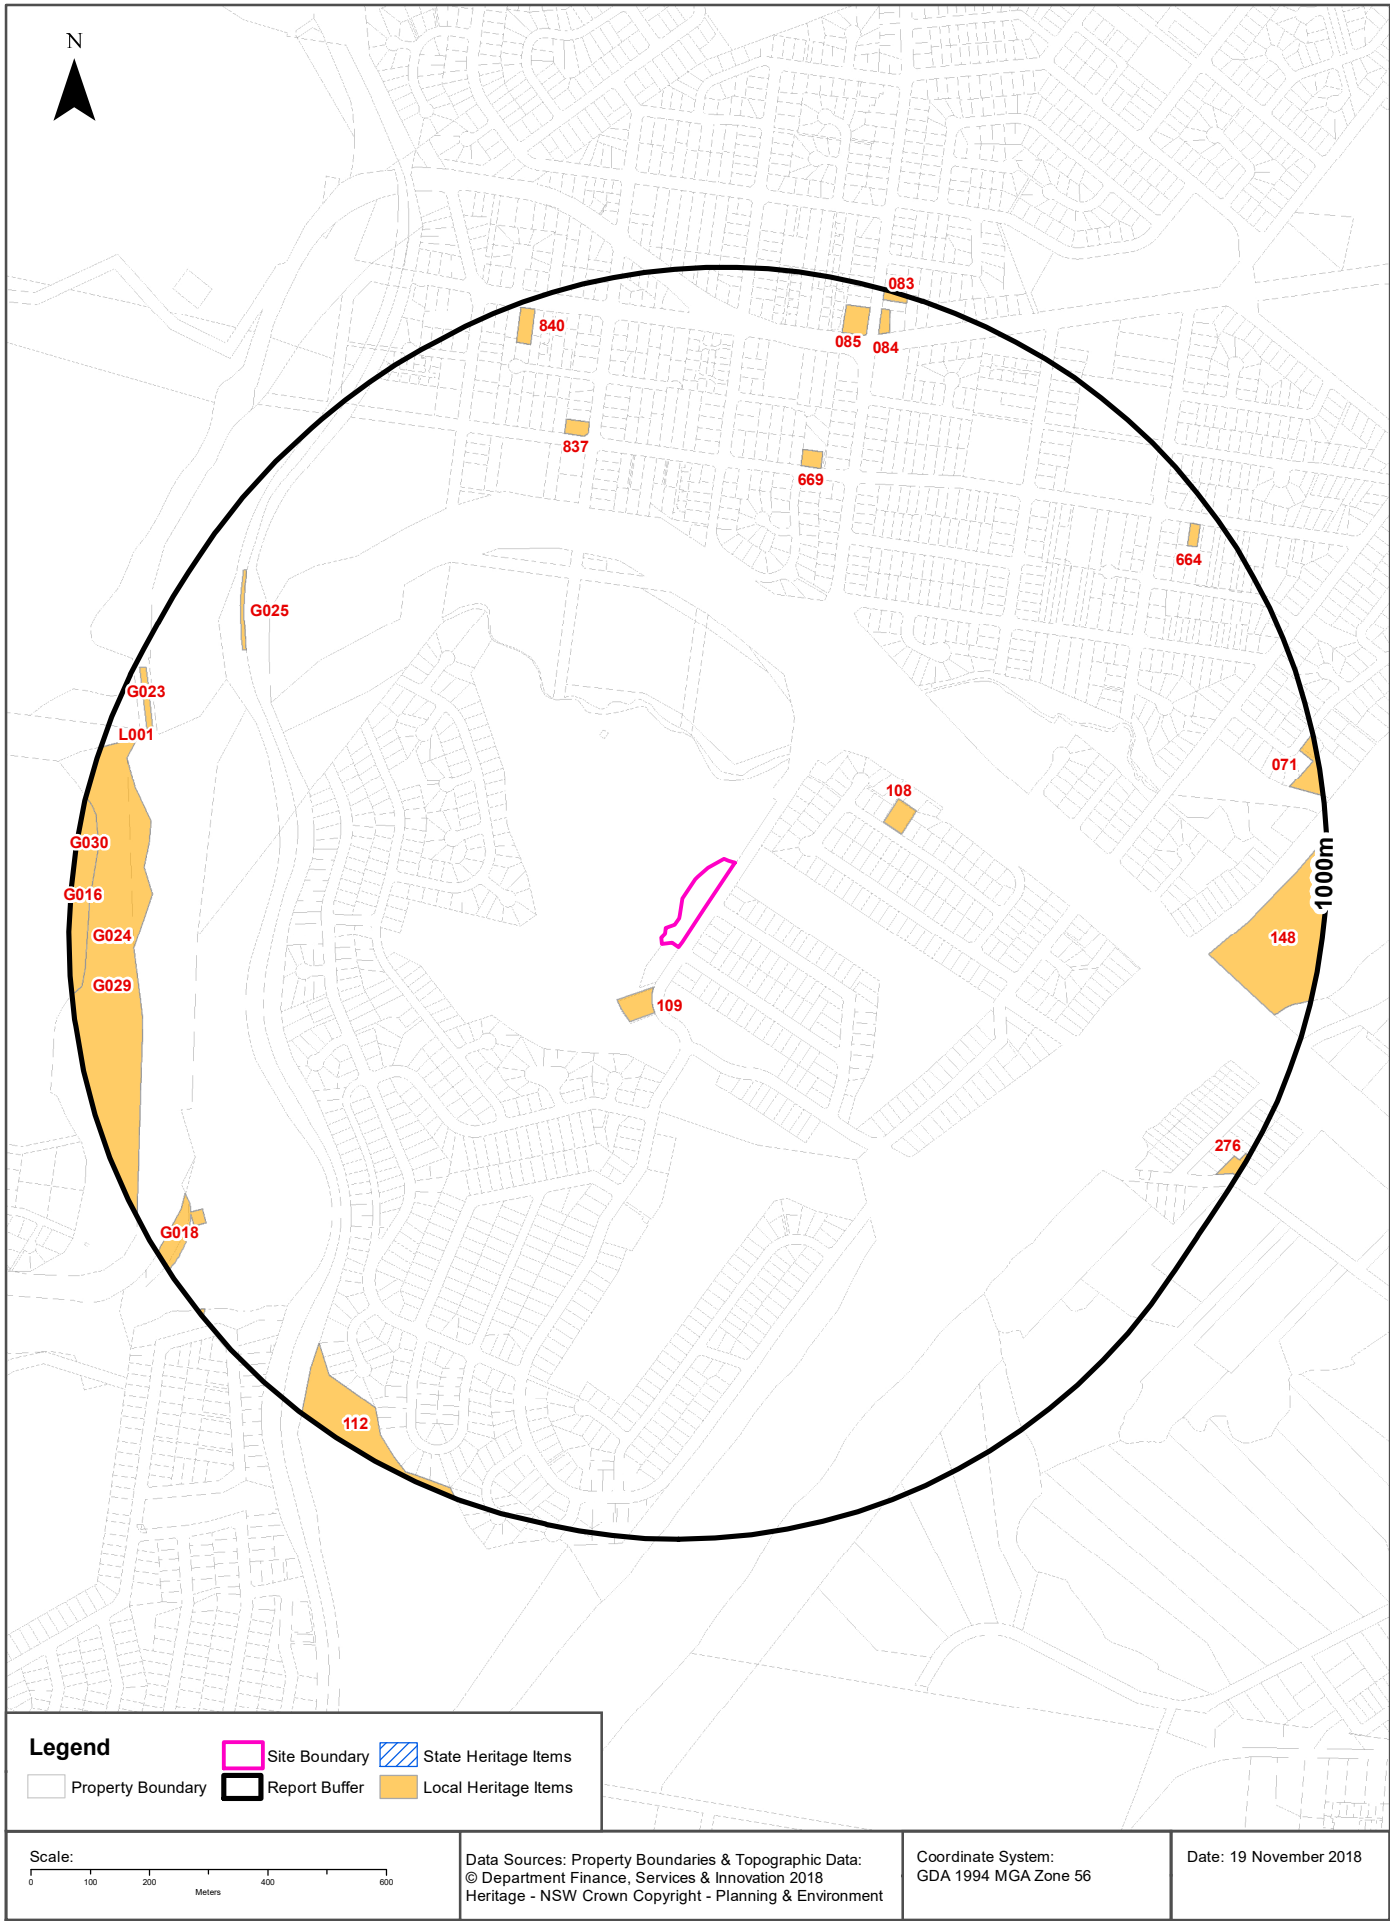 N
083
840
085
084
837
669
664
G025
G023
L001
071
108
G030
1000m
G016
G024
148
G029
109
276
G018
112
Legend
Site Boundary
State Heritage Items
Property Boundary
Report Buffer
Local Heritage Items
Scale:
0 100 200 400 600
Meters
Data Sources: Property Boundaries & Topographic Data:
© Department Finance, Services & Innovation 2018
Heritage - NSW Crown Copyright - Planning & Environment
Coordinate System:
GDA 1994 MGA Zone 56
Date: 19 November 2018